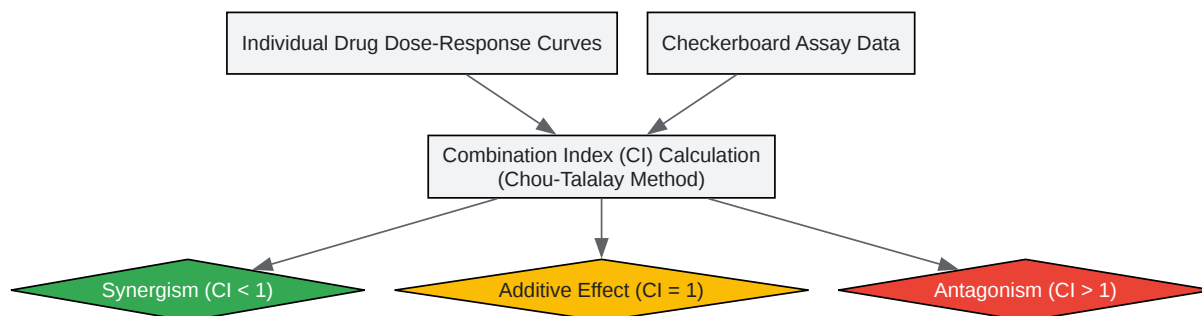 Individual Drug Dose-Response Curves
Checkerboard Assay Data
Combination Index (CI) Calculation
(Chou-Talalay Method)
Synergism (CI < 1)
Additive Effect (CI = 1)
Antagonism (CI > 1)